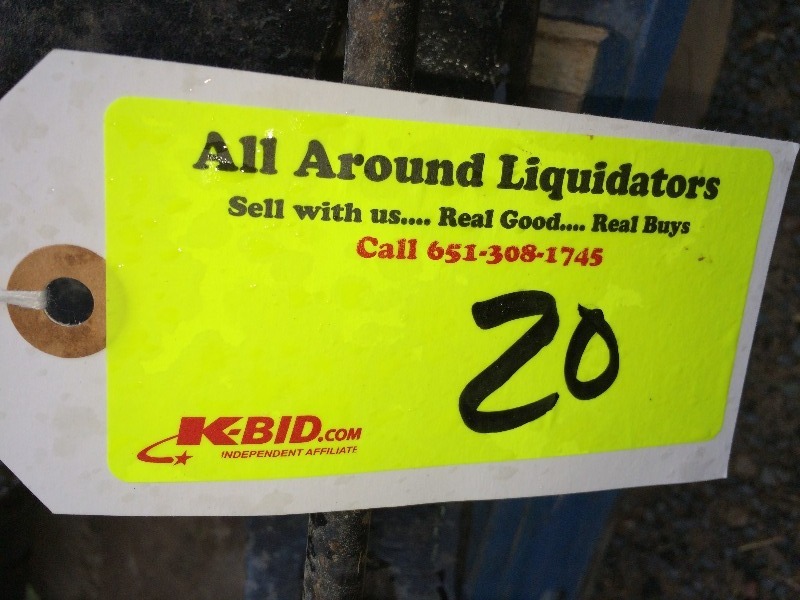 All Around Liquidators
Sell with us.... Real Good.... Real Buys
Call 651-308-1745
20
K-BID.COM
INDEPENDENT AFFILIATE